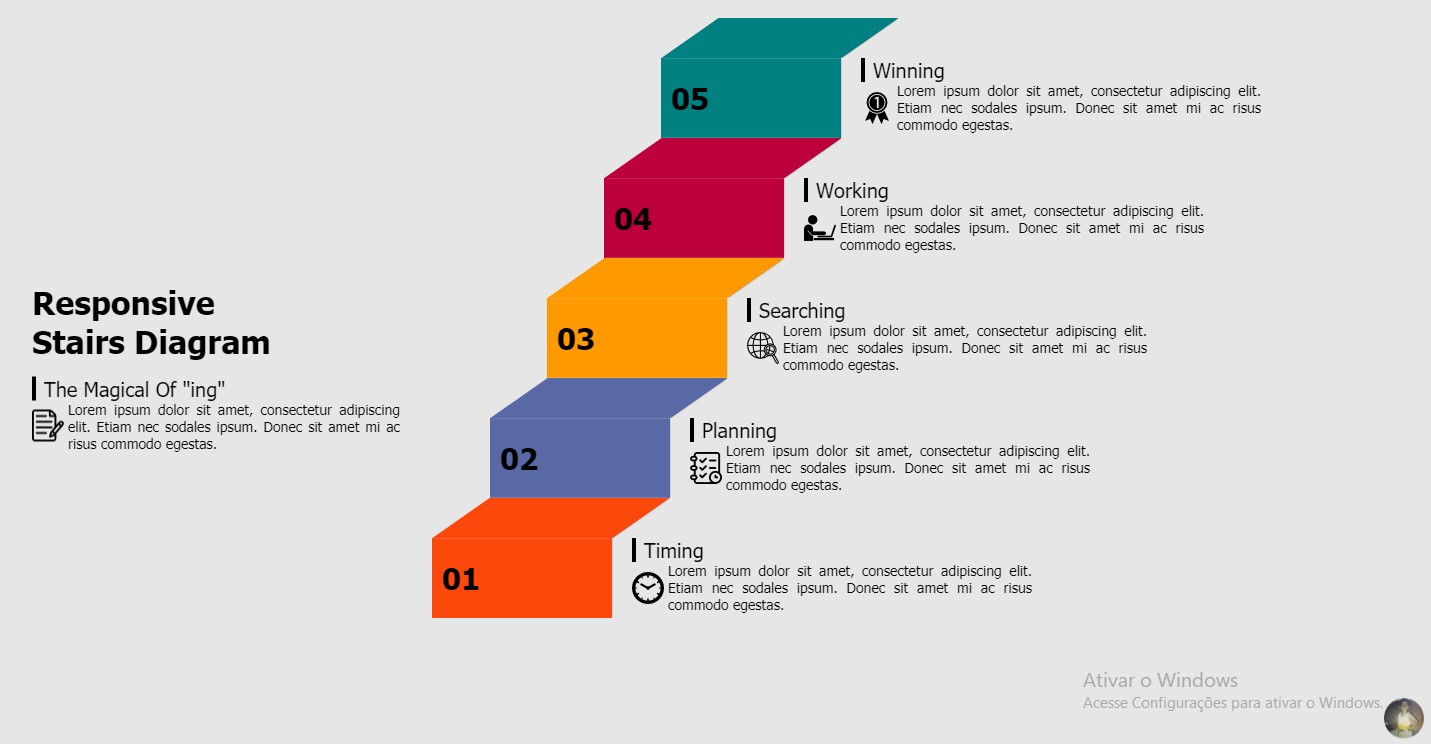 Responsive
Stairs Diagram
The Magical Of "ing"
Lorem ipsum dolor sit amet, consectetur adipiscing
elit. Etiam nec sodales ipsum. Donec sit amet mi ac
risus commodo egestas.
05
Winning
1
Lorem ipsum dolor sit amet, consectetur adipiscing elit.
Etiam nec sodales ipsum. Donec sit amet mi ac risus
commodo egestas.
04
Working
Lorem ipsum dolor sit amet, consectetur adipiscing elit.
Etiam nec sodales ipsum. Donec sit amet mi ac risus
commodo egestas.
03
Searching
Lorem ipsum dolor sit amet, consectetur adipiscing elit.
Etiam nec sodales ipsum. Donec sit amet mi ac risus
commodo egestas.
02
Planning
Lorem ipsum dolor sit amet, consectetur adipiscing elit.
Etiam nec sodales ipsum. Donec sit amet mi ac risus
commodo egestas.
01
Timing
Lorem ipsum dolor sit amet, consectetur adipiscing elit.
Etiam nec sodales ipsum. Donec sit amet mi ac risus
commodo egestas.
Ativar o Windows
Acesse Configurações para ativar o Windows.